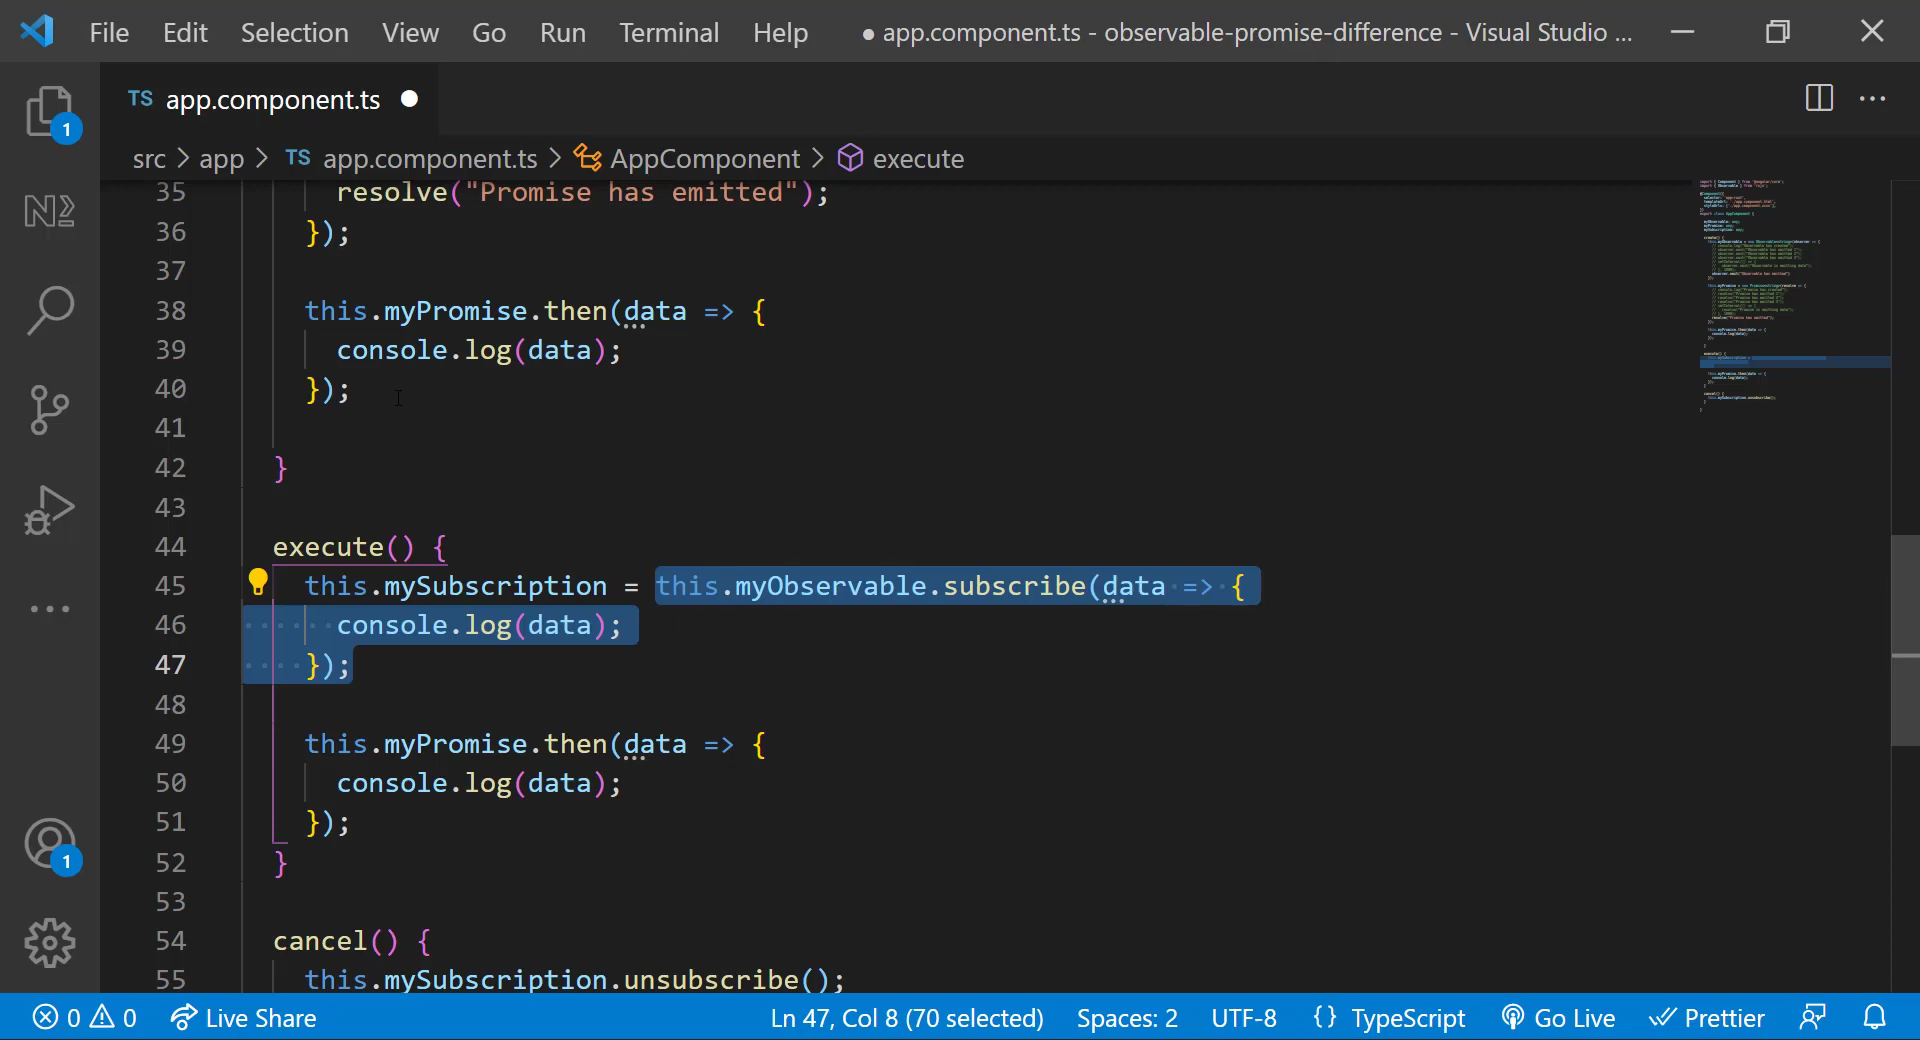 File Edit Selection View Go Run Terminal Help ● app.component.ts - observable-promise-difference - Visual Studio ...
TS app.component.ts ●
src > app > TS app.component.ts > AppComponent > execute
35 resolve("Promise has emitted");
36 });
37
38 this.myPromise.then(data => {
39 console.log(data);
40 });
41
42 }
43
44 execute() {
45 this.mySubscription = this.myObservable.subscribe(data => {
46 console.log(data);
47 });
48
49 this.myPromise.then(data => {
50 console.log(data);
51 });
52 }
53
54 cancel() {
55 this.mySubscription.unsubscribe();
1
1
0 0 Live Share Ln 47, Col 8 (70 selected) Spaces: 2 UTF-8 {} TypeScript Go Live Prettier